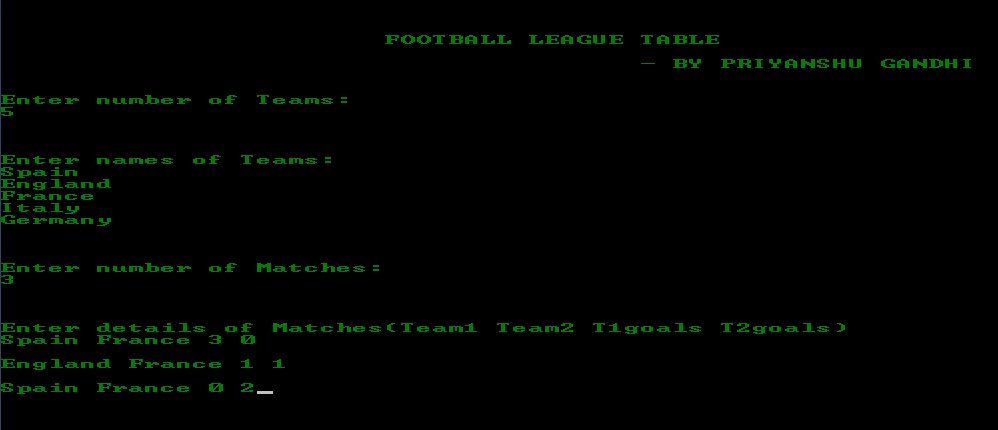 FOOTBALL LEAGUE TABLE
- BY PRIYANSHU GANDHI
Enter number of Teams:
5
Enter names of Teams:
Spain
England
France
Italy
Germany
Enter number of Matches:
3
Enter details of Matches(Team1 Team2 T1goals T2goals)
Spain France 3 0
England France 1 1
Spain France 0 2_